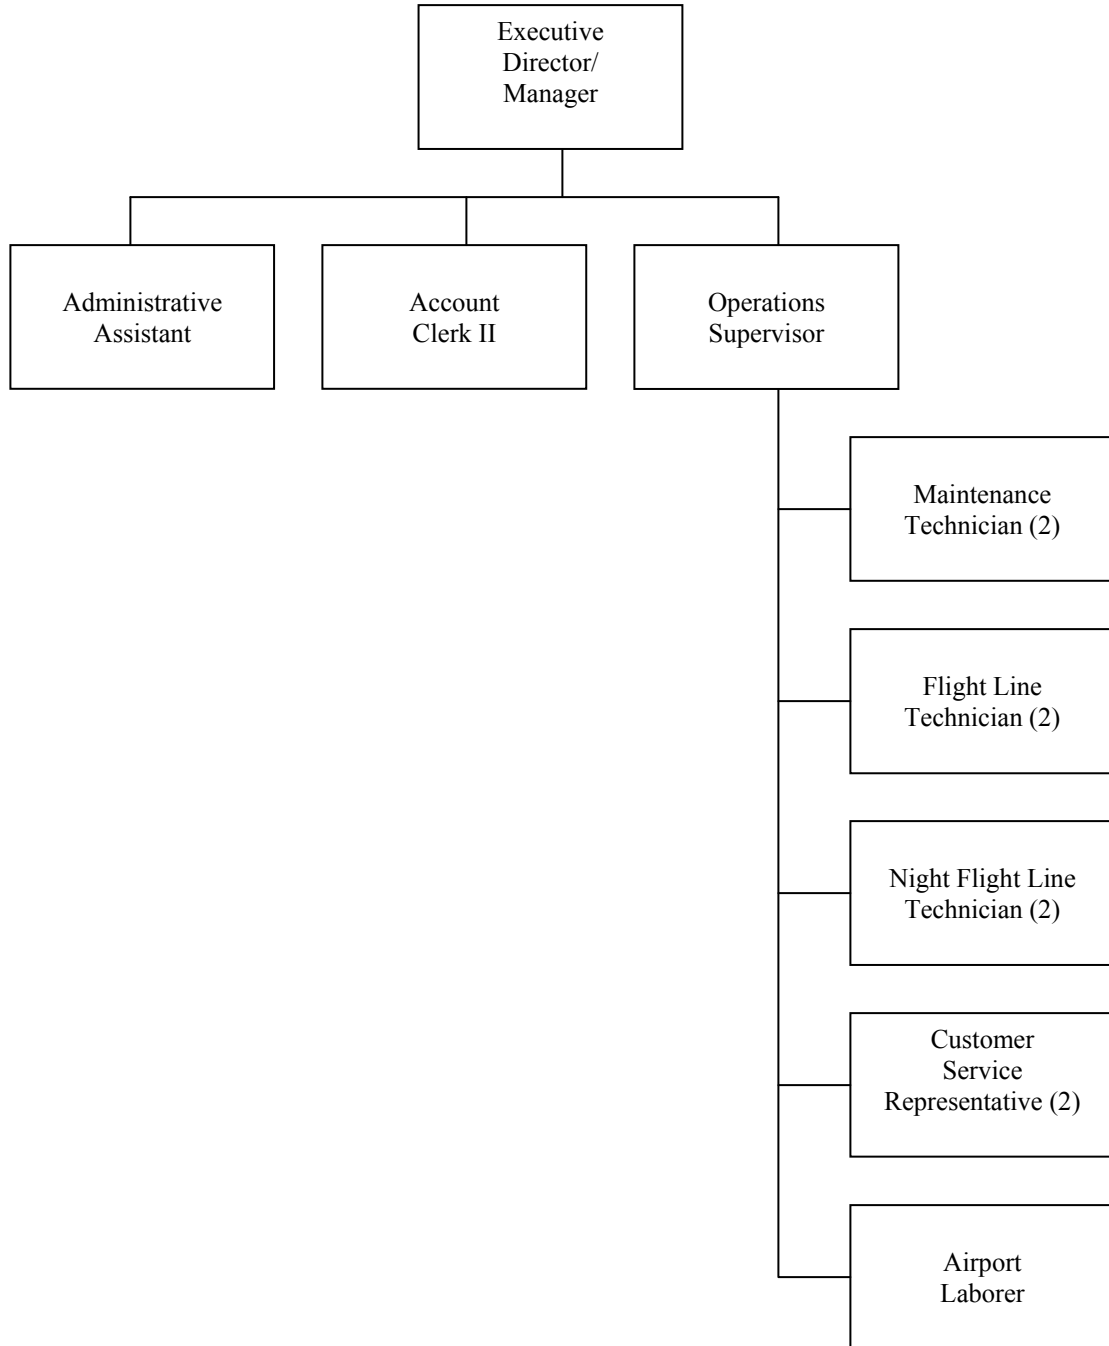 Executive
Director/
Manager
Administrative
Assistant
Account
Clerk II
Operations
Supervisor
Maintenance
Technician (2)
Flight Line
Technician (2)
Night Flight Line
Technician (2)
Customer
Service
Representative (2)
Airport
Laborer